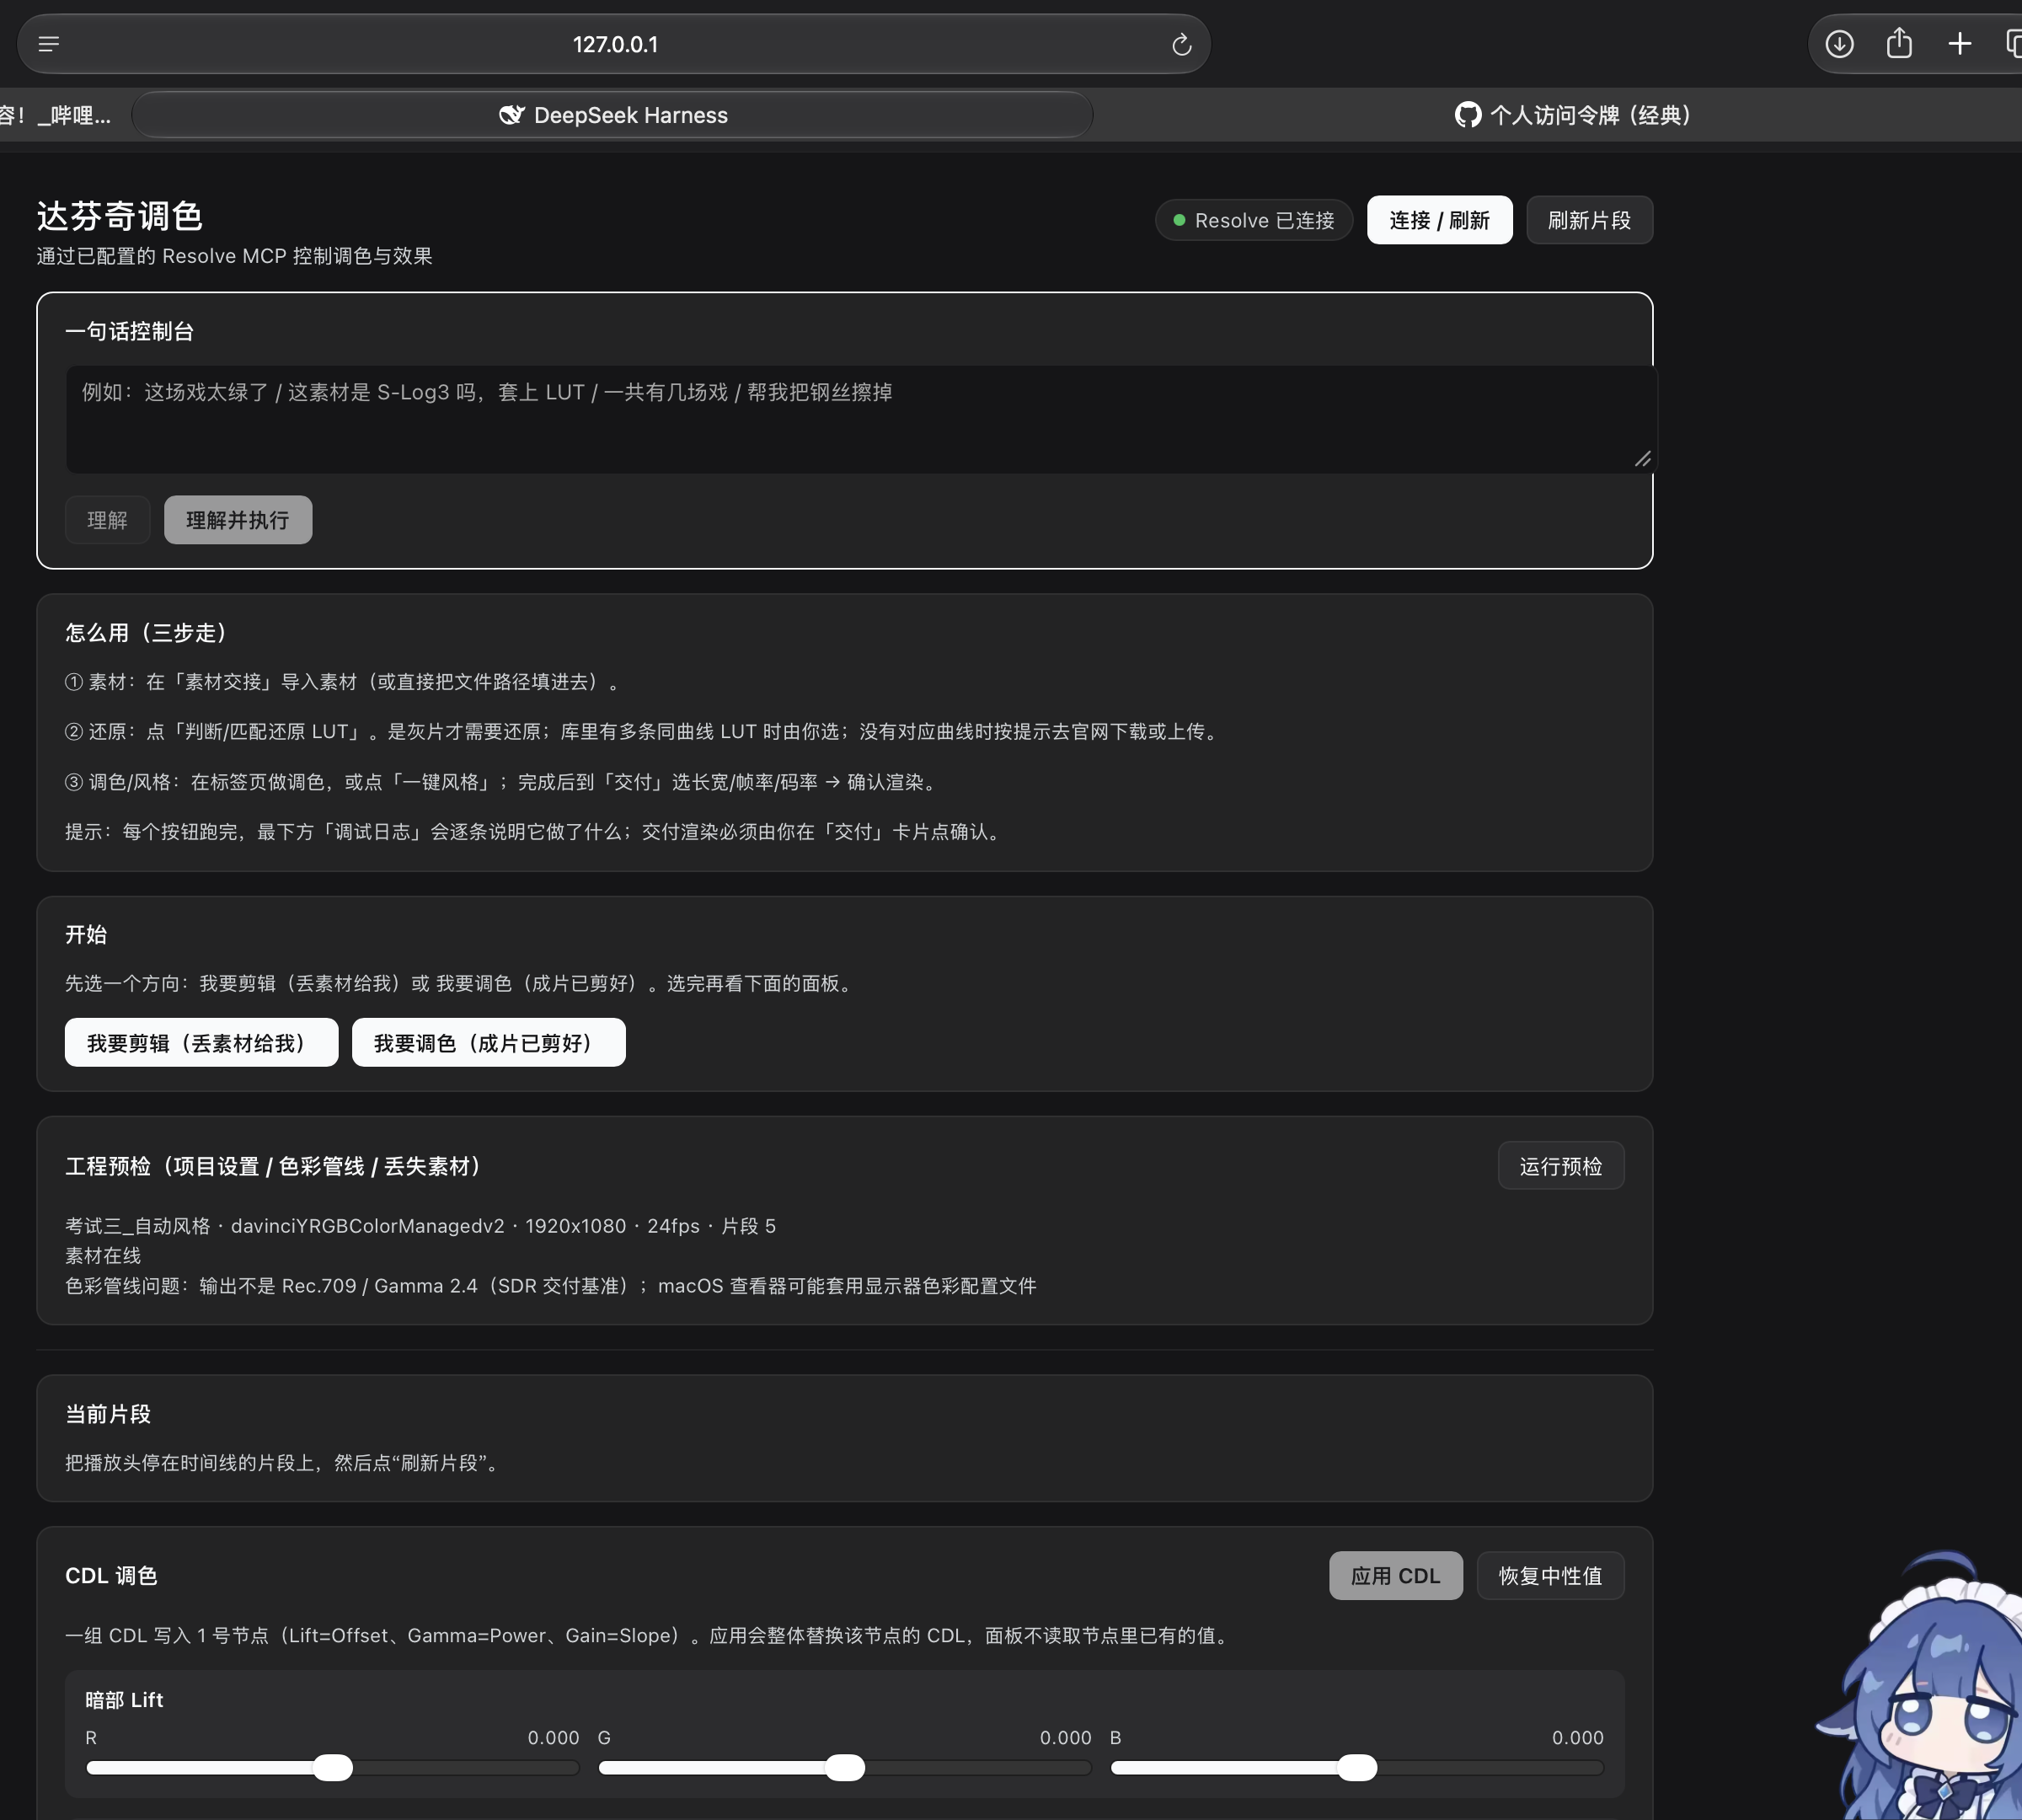 127.0.0.1
容！_哔哩...
DeepSeek Harness
个人访问令牌（经典）
达芬奇调色
Resolve 已连接
连接 / 刷新
刷新片段
通过已配置的 Resolve MCP 控制调色与效果
一句话控制台
例如：这场戏太绿了 / 这素材是 S-Log3 吗，套上 LUT / 一共有几场戏 / 帮我把钢丝擦掉
理解
理解并执行
怎么用（三步走）
① 素材：在「素材交接」导入素材（或直接把文件路径填进去）。
② 还原：点「判断/匹配还原 LUT」。是灰片才需要还原；库里有多条同曲线 LUT 时由你选；没有对应曲线时按提示去官网下载或上传。
③ 调色/风格：在标签页做调色，或点「一键风格」；完成后到「交付」选长宽/帧率/码率 → 确认渲染。
提示：每个按钮跑完，最下方「调试日志」会逐条说明它做了什么；交付渲染必须由你在「交付」卡片点确认。
开始
先选一个方向：我要剪辑（丢素材给我）或 我要调色（成片已剪好）。选完再看下面的面板。
我要剪辑（丢素材给我）
我要调色（成片已剪好）
工程预检（项目设置 / 色彩管线 / 丢失素材）
运行预检
考试三_自动风格 · davinciYRGBColorManagedv2 · 1920x1080 · 24fps · 片段 5
素材在线
色彩管线问题：输出不是 Rec.709 / Gamma 2.4（SDR 交付基准）；macOS 查看器可能套用显示器色彩配置文件
当前片段
把播放头停在时间线的片段上，然后点“刷新片段”。
CDL 调色
应用 CDL
恢复中性值
一组 CDL 写入 1 号节点（Lift=Offset、Gamma=Power、Gain=Slope）。应用会整体替换该节点的 CDL，面板不读取节点里已有的值。
暗部 Lift
R 0.000 G 0.000 B 0.000